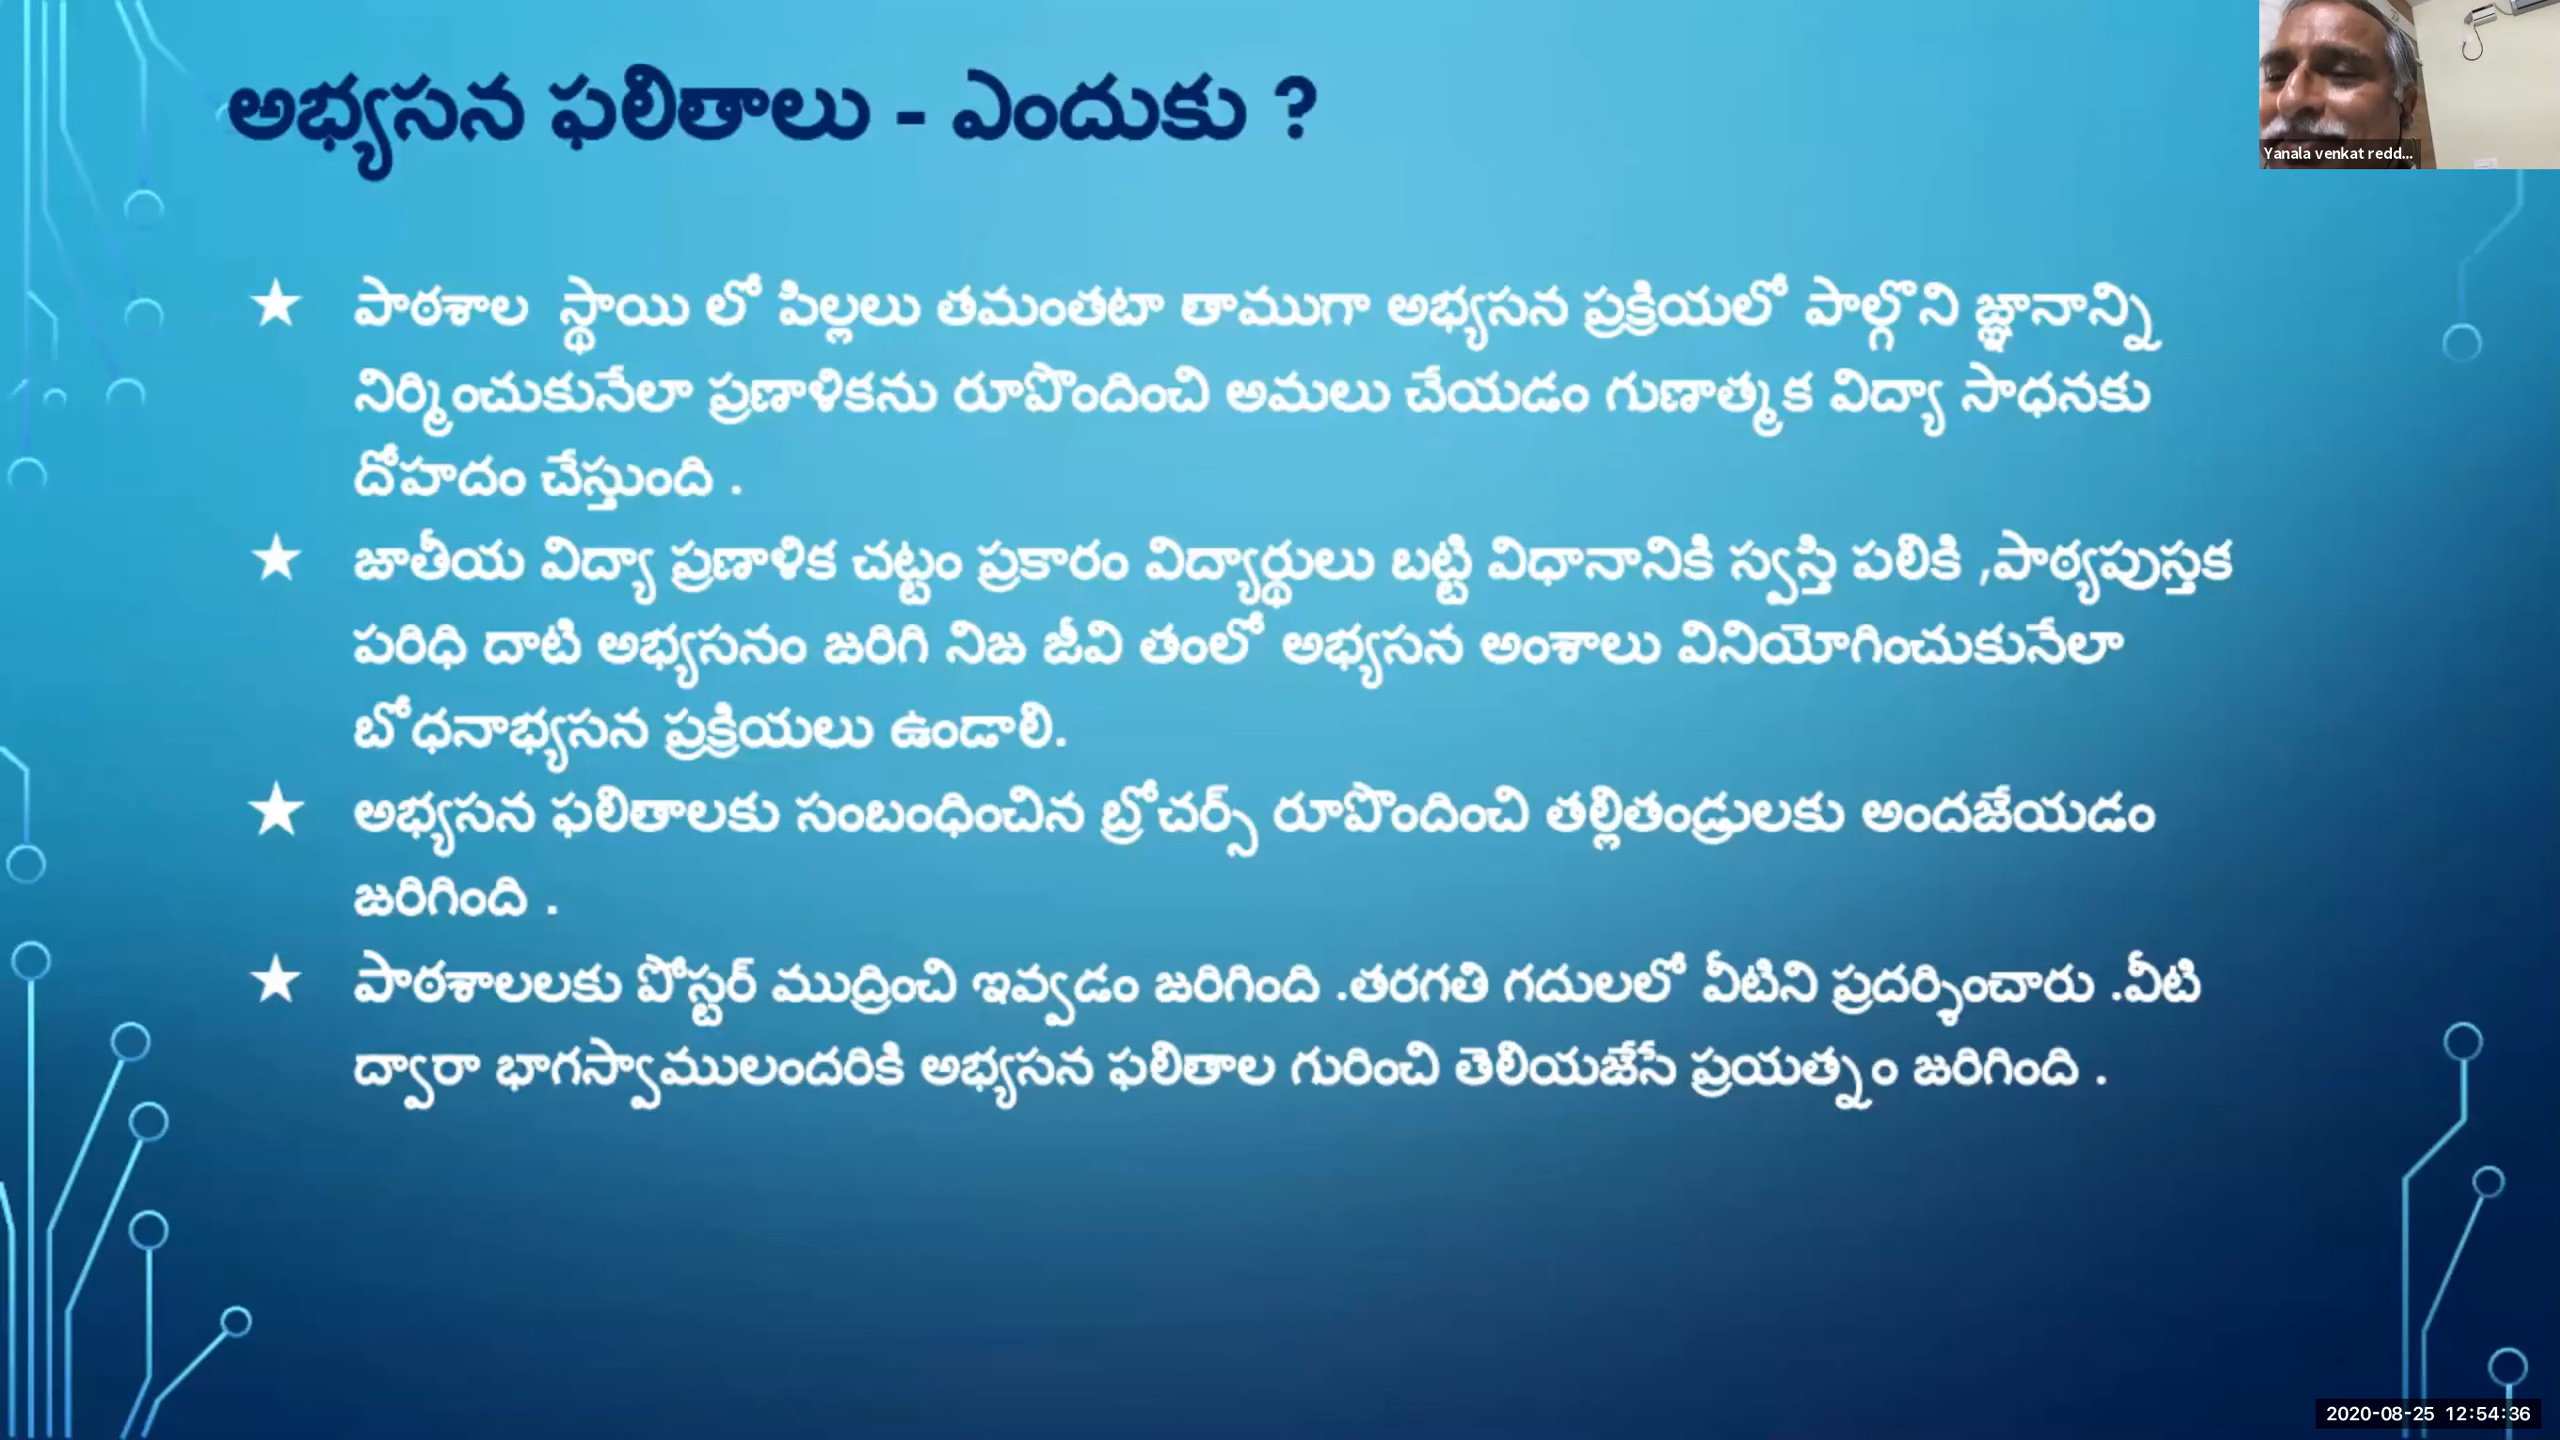 అభ్యసన ఫలితాలు - ఎందుకు ?
Yanala venkat redd...
★ పాఠశాల స్థాయి లో పిల్లలు తమంతటా తాముగా అభ్యసన ప్రక్రియలో పాల్గొని జ్ఞానాన్ని
నిర్మించుకునేలా ప్రణాళికను రూపొందించి అమలు చేయడం గుణాత్మక విద్యా సాధనకు
దోహదం చేస్తుంది .
★ జాతీయ విద్యా ప్రణాళిక చట్టం ప్రకారం విద్యార్థులు బట్టి విధానానికి స్వస్తి పలికి ,పాఠ్యపుస్తక
పరిధి దాటి అభ్యసనం జరిగి నిజ జీవి తంలో అభ్యసన అంశాలు వినియోగించుకునేలా
బోధనాభ్యసన ప్రక్రియలు ఉండాలి.
★ అభ్యసన ఫలితాలకు సంబంధించిన బ్రోచర్స్ రూపొందించి తల్లితండ్రులకు అందజేయడం
జరిగింది .
★ పాఠశాలలకు పోస్టర్ ముద్రించి ఇవ్వడం జరిగింది .తరగతి గదులలో వీటిని ప్రదర్శించారు .వీటి
ద్వారా భాగస్వాములందరికి అభ్యసన ఫలితాల గురించి తెలియజేసే ప్రయత్నం జరిగింది .
2020-08-25 12:54:36